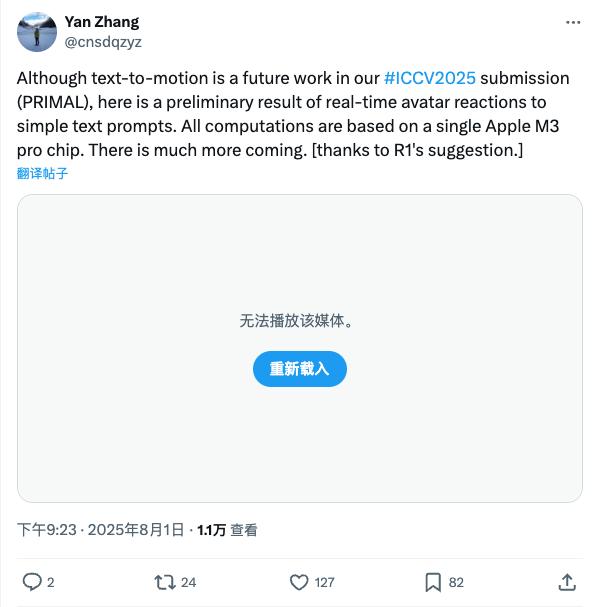 Yan Zhang
@cnsdqzyz
Although text-to-motion is a future work in our #ICCV2025 submission
(PRIMAL), here is a preliminary result of real-time avatar reactions to
simple text prompts. All computations are based on a single Apple M3
pro chip. There is much more coming. [thanks to R1's suggestion.]
翻译帖子
无法播放该媒体。
重新载入
下午9:23 · 2025年8月1日 · 1.1万 查看
2 24 127 82